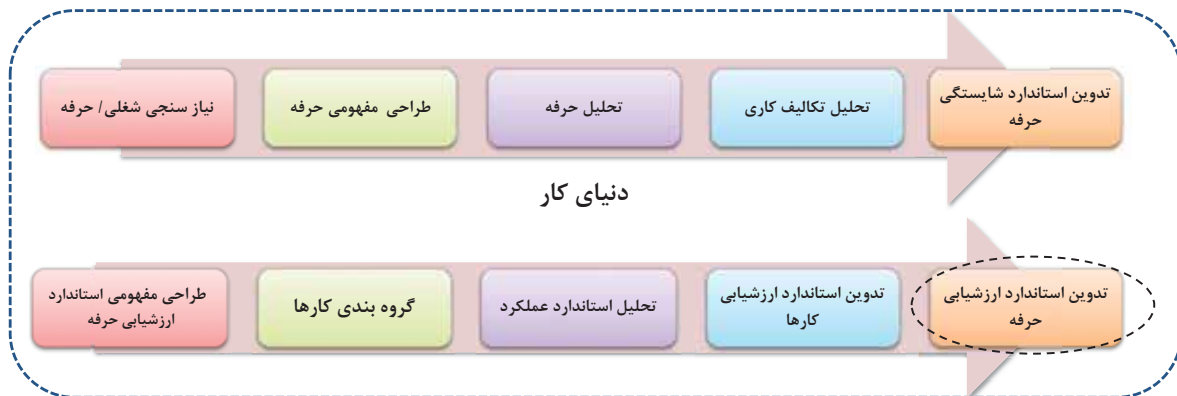 نیاز سنجی شغلی/ حرفه
طراحی مفهومی حرفه
تحلیل حرفه
تحلیل تکالیف کاری
تدوین استاندارد شایستگی
حرفه
دنیای کار
طراحی مفهومی استاندارد
ارزشیابی حرفه
گروه بندی کارها
تحلیل استاندارد عملکرد
تدوین استاندارد ارزشیابی
کارها
تدوین استاندارد ارزشیابی
حرفه